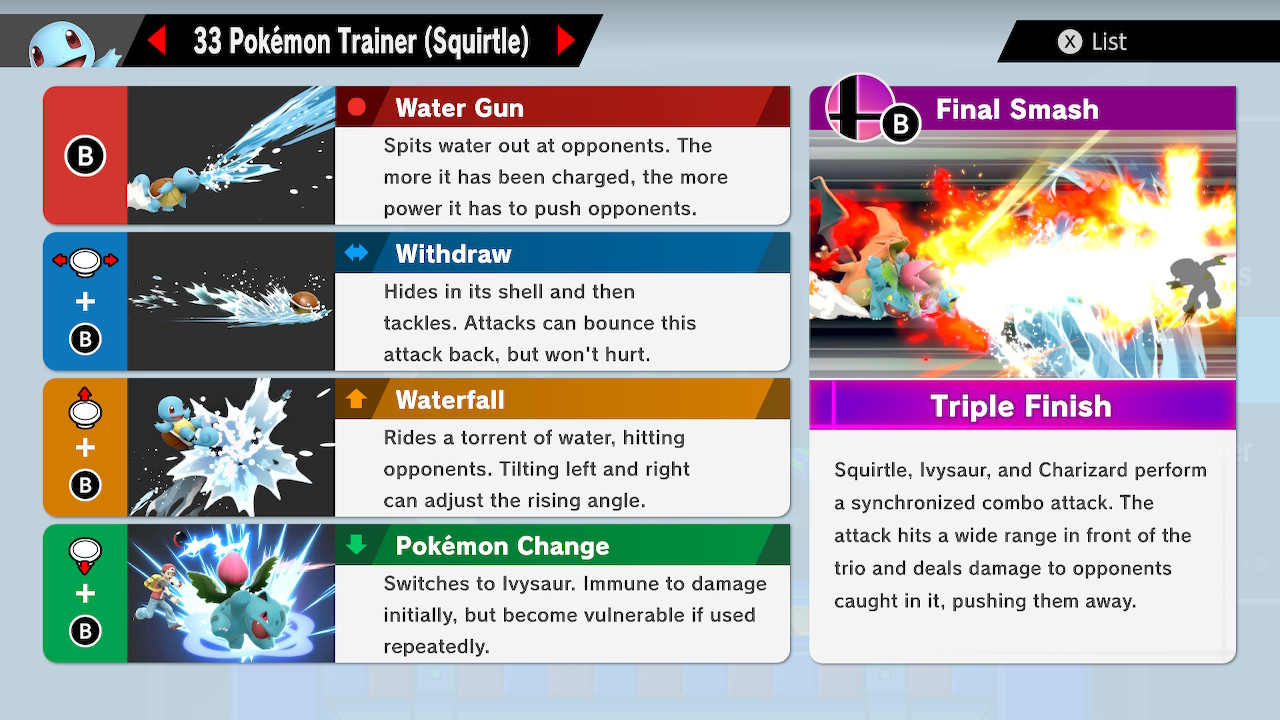 33 Pokémon Trainer (Squirtle)
X List
B
Water Gun
Spits water out at opponents. The
more it has been charged, the more
power it has to push opponents.
+
B
Withdraw
Hides in its shell and then
tackles. Attacks can bounce this
attack back, but won't hurt.
+
B
Waterfall
Rides a torrent of water, hitting
opponents. Tilting left and right
can adjust the rising angle.
+
B
Pokémon Change
Switches to Ivysaur. Immune to damage
initially, but become vulnerable if used
repeatedly.
B Final Smash
Triple Finish
Squirtle, Ivysaur, and Charizard perform
a synchronized combo attack. The
attack hits a wide range in front of the
trio and deals damage to opponents
caught in it, pushing them away.